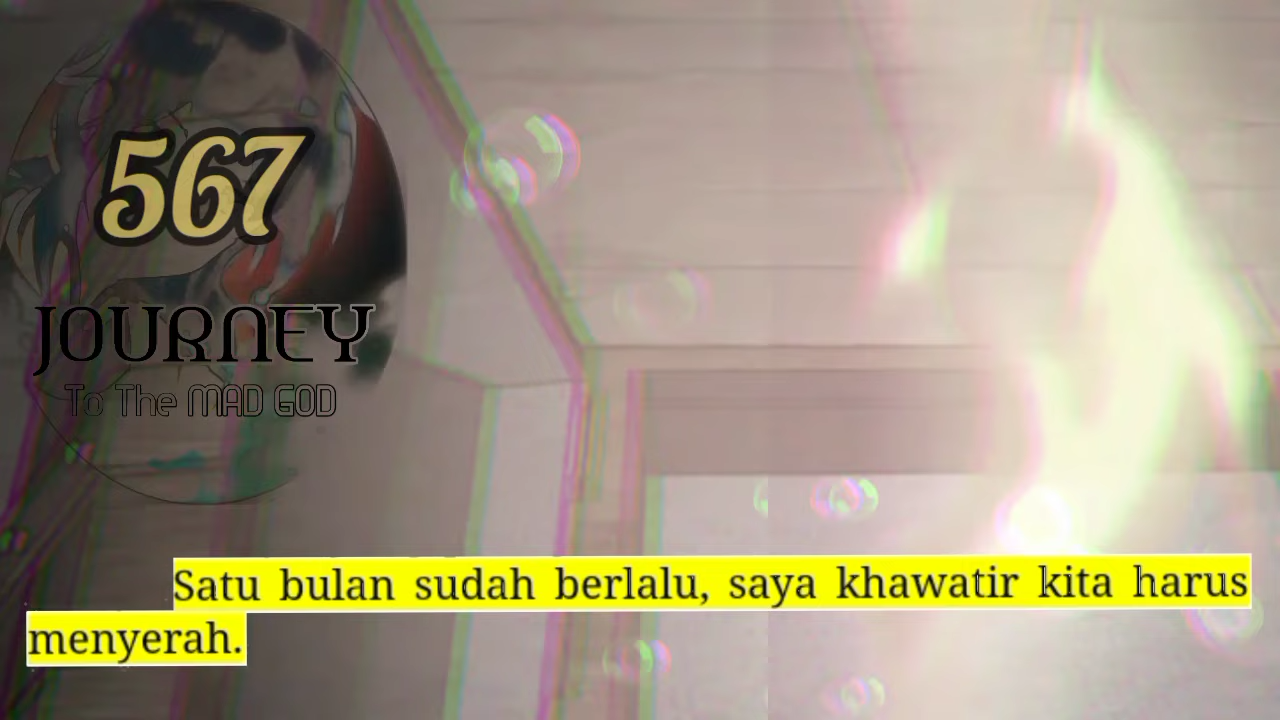 567
JOURNEY
To The MAD GOD
Satu bulan sudah berlalu, saya khawatir kita harus
menyerah.